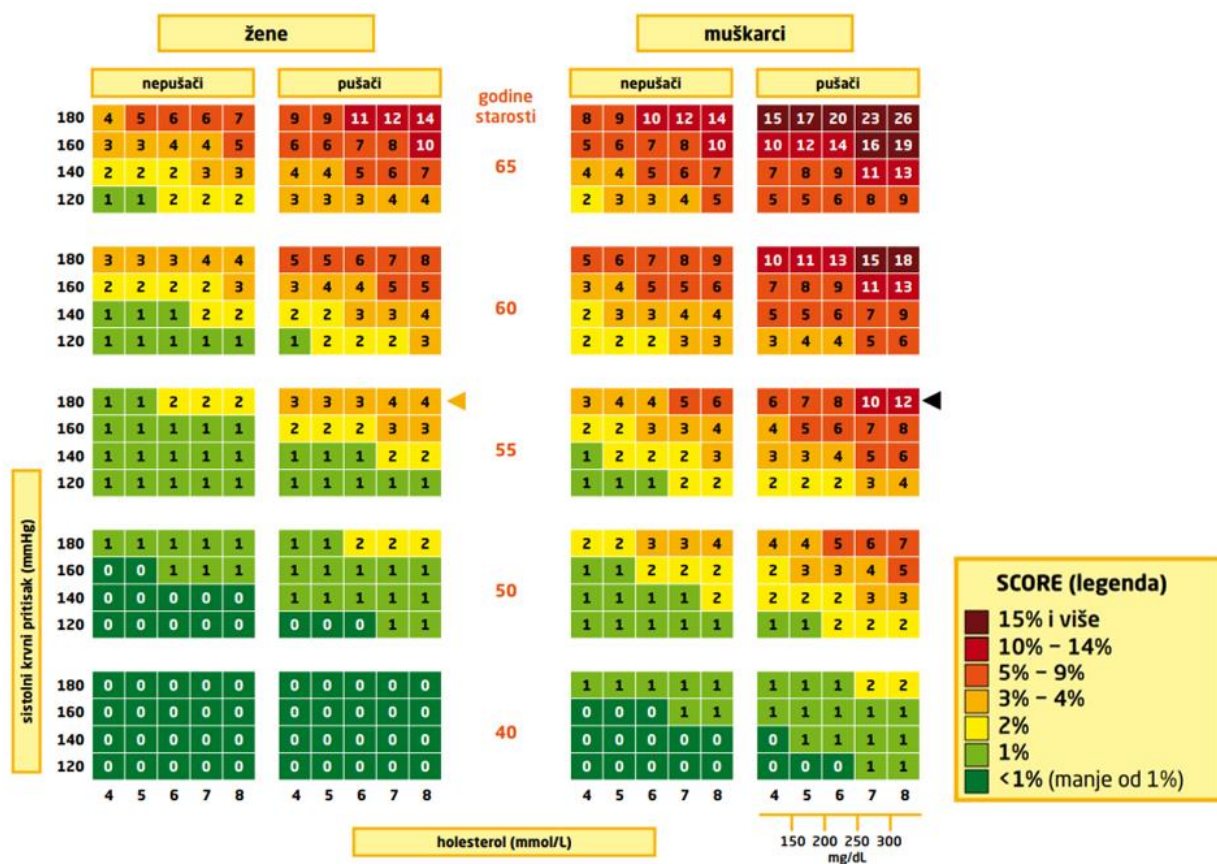 žene muškarci
nepušači pušači nepušači pušači
godine
starosti
180 4 5 6 6 7 9 9 11 12 14 8 9 10 12 14 15 17 20 23 26
160 3 3 4 4 5 6 6 7 8 10 5 6 7 8 10 10 12 14 16 19
65
140 2 2 2 3 3 4 4 5 6 7 4 4 5 6 7 7 8 9 11 13
120 1 1 2 2 2 3 3 3 4 4 2 3 3 4 5 5 5 6 8 9
180 3 3 3 4 4 5 5 6 7 8 5 6 7 8 9 10 11 13 15 18
160 2 2 2 2 3 3 4 4 5 5 3 4 5 5 6 7 8 9 11 13
60
140 1 1 1 2 2 2 2 3 3 4 2 3 3 4 4 5 5 6 7 9
120 1 1 1 1 1 1 2 2 2 3 2 2 2 3 3 3 4 4 5 6
180 1 1 2 2 2 3 3 3 4 4 3 4 4 5 6 6 7 8 10 12
160 1 1 1 1 1 2 2 2 3 3 2 2 3 3 4 4 5 6 7 8
55
140 1 1 1 1 1 1 1 1 2 2 1 2 2 2 3 3 3 4 5 6
120 1 1 1 1 1 1 1 1 1 1 1 1 1 2 2 2 2 2 3 4
180 1 1 1 1 1 1 1 2 2 2 2 2 3 3 4 4 4 5 6 7
160 0 0 1 1 1 1 1 1 1 1 1 1 2 2 2 2 3 3 4 5
50
140 0 0 0 0 0 1 1 1 1 1 1 1 1 1 2 2 2 2 3 3
120 0 0 0 0 0 0 0 0 1 1 1 1 1 1 1 1 1 2 2 2
180 0 0 0 0 0 0 0 0 0 0 1 1 1 1 1 1 1 1 2 2
160 0 0 0 0 0 0 0 0 0 0 0 0 0 1 1 1 1 1 1 1
40
140 0 0 0 0 0 0 0 0 0 0 0 0 0 0 0 0 1 1 1 1
120 0 0 0 0 0 0 0 0 0 0 0 0 0 0 0 0 0 0 1 1
4 5 6 7 8 4 5 6 7 8 4 5 6 7 8 4 5 6 7 8
150 200 250 300
mg/dL
sistolni krvni pritisak (mmHg)
holesterol (mmol/L)
SCORE (legenda)
15% i više
10% – 14%
5% – 9%
3% – 4%
2%
1%
<1% (manje od 1%)